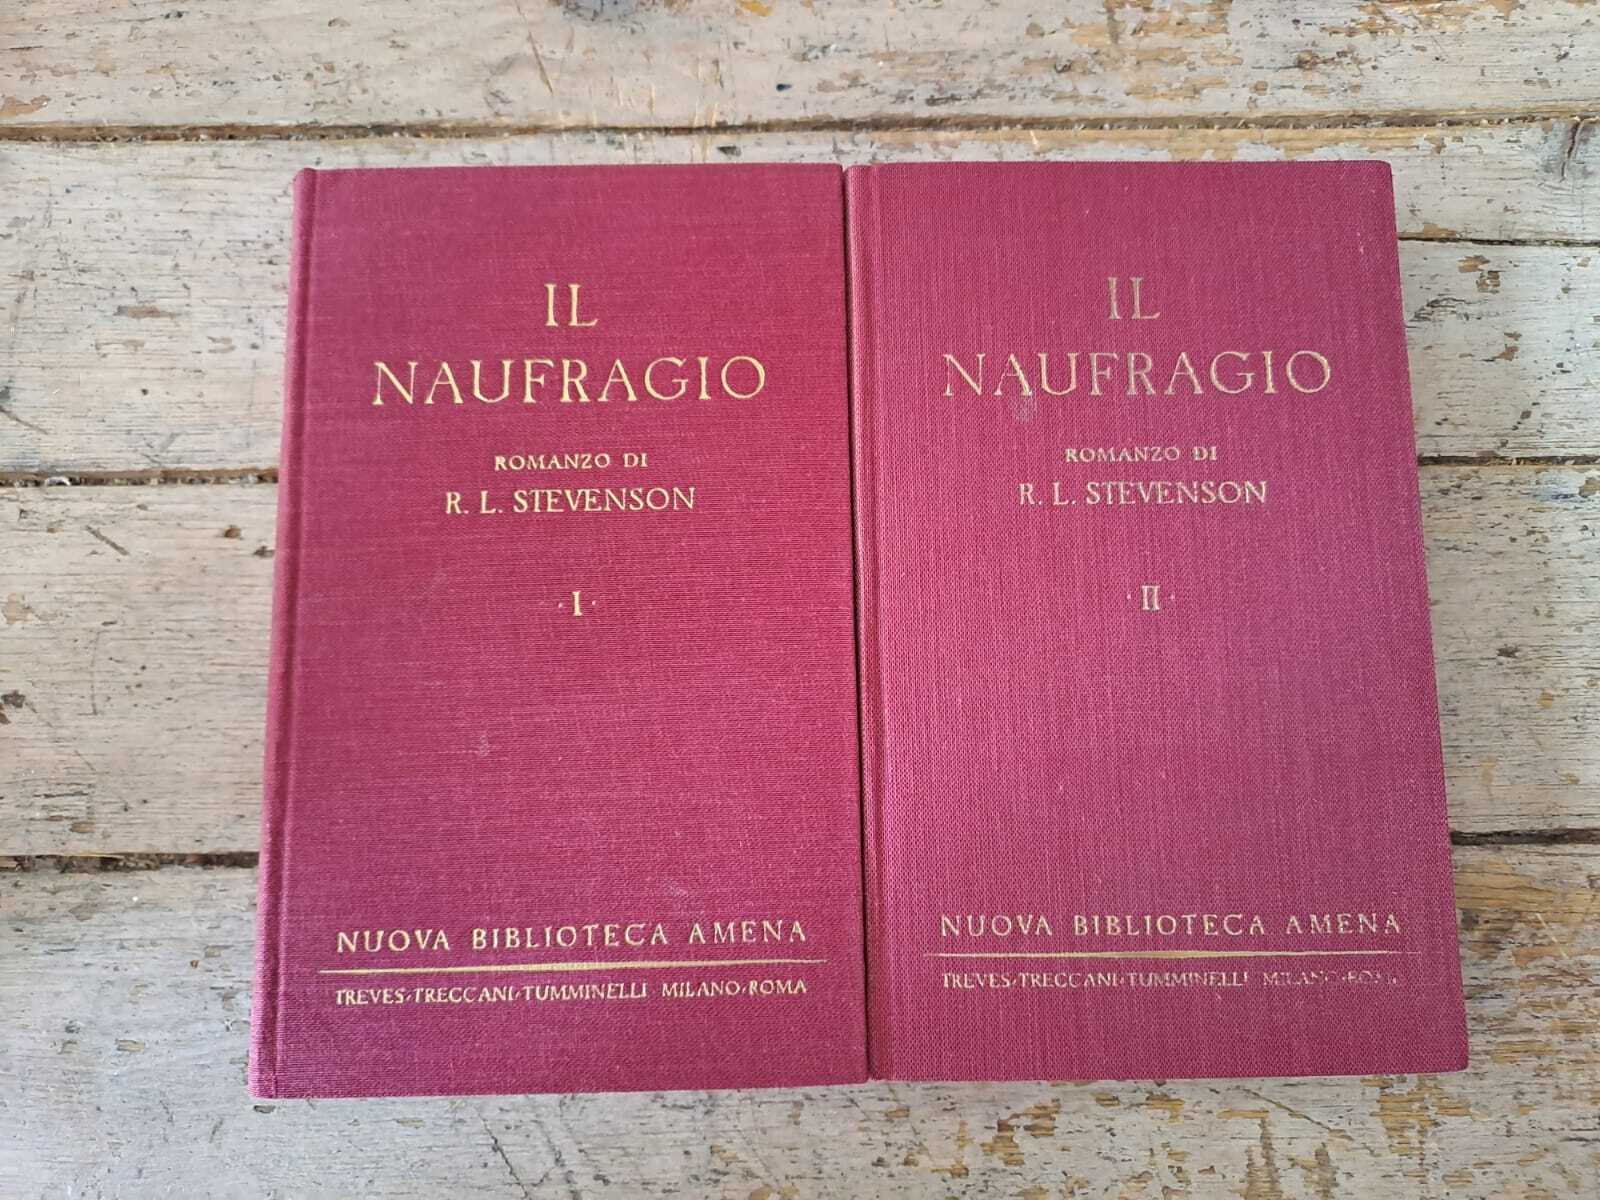 IL
NAUFRAGIO
ROMANZO DI
R. L. STEVENSON
· I ·
NUOVA BIBLIOTECA AMENA
TREVES·TRECCANI·TUMMINELLI MILANO·ROMA
IL
NAUFRAGIO
ROMANZO DI
R. L. STEVENSON
· II ·
NUOVA BIBLIOTECA AMENA
TREVES·TRECCANI·TUMMINELLI MILANO·ROMA